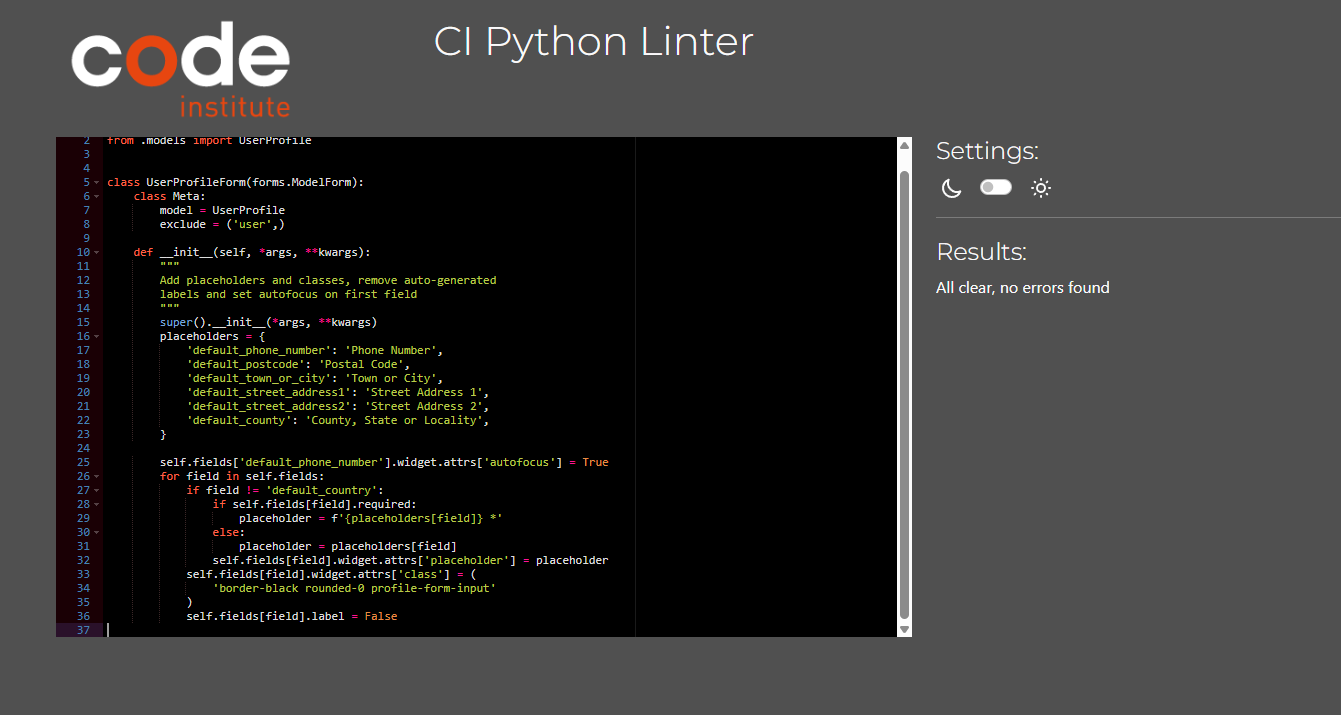 code
institute
CI Python Linter
2 from .models import UserProfile
3
4
5 class UserProfileForm(forms.ModelForm):
6     class Meta:
7         model = UserProfile
8         exclude = ('user',)
9
10     def __init__(self, *args, **kwargs):
11         """
12         Add placeholders and classes, remove auto-generated
13         labels and set autofocus on first field
14         """
15         super().__init__(*args, **kwargs)
16         placeholders = {
17             'default_phone_number': 'Phone Number',
18             'default_postcode': 'Postal Code',
19             'default_town_or_city': 'Town or City',
20             'default_street_address1': 'Street Address 1',
21             'default_street_address2': 'Street Address 2',
22             'default_county': 'County, State or Locality',
23         }
24
25         self.fields['default_phone_number'].widget.attrs['autofocus'] = True
26         for field in self.fields:
27             if field != 'default_country':
28                 if self.fields[field].required:
29                     placeholder = f'{placeholders[field]} *'
30                 else:
31                     placeholder = placeholders[field]
32                 self.fields[field].widget.attrs['placeholder'] = placeholder
33             self.fields[field].widget.attrs['class'] = (
34                 'border-black rounded-0 profile-form-input'
35             )
36             self.fields[field].label = False
37
Settings:
Results:
All clear, no errors found